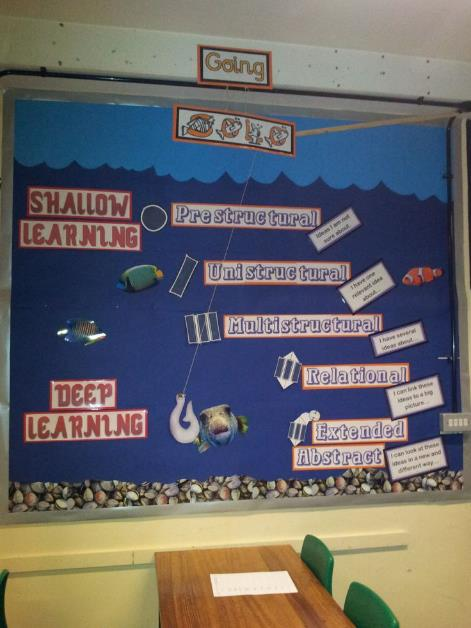 Going
SOLO
SHALLOW
LEARNING
Prestructural
Ideas I am not
sure about...
Unistructural
I have one
relevant idea
about...
Multistructural
I have several
ideas about...
Relational
I can link these
ideas to a big
picture...
DEEP
LEARNING
Extended
Abstract
I can look at these
ideas in a new and
different way...